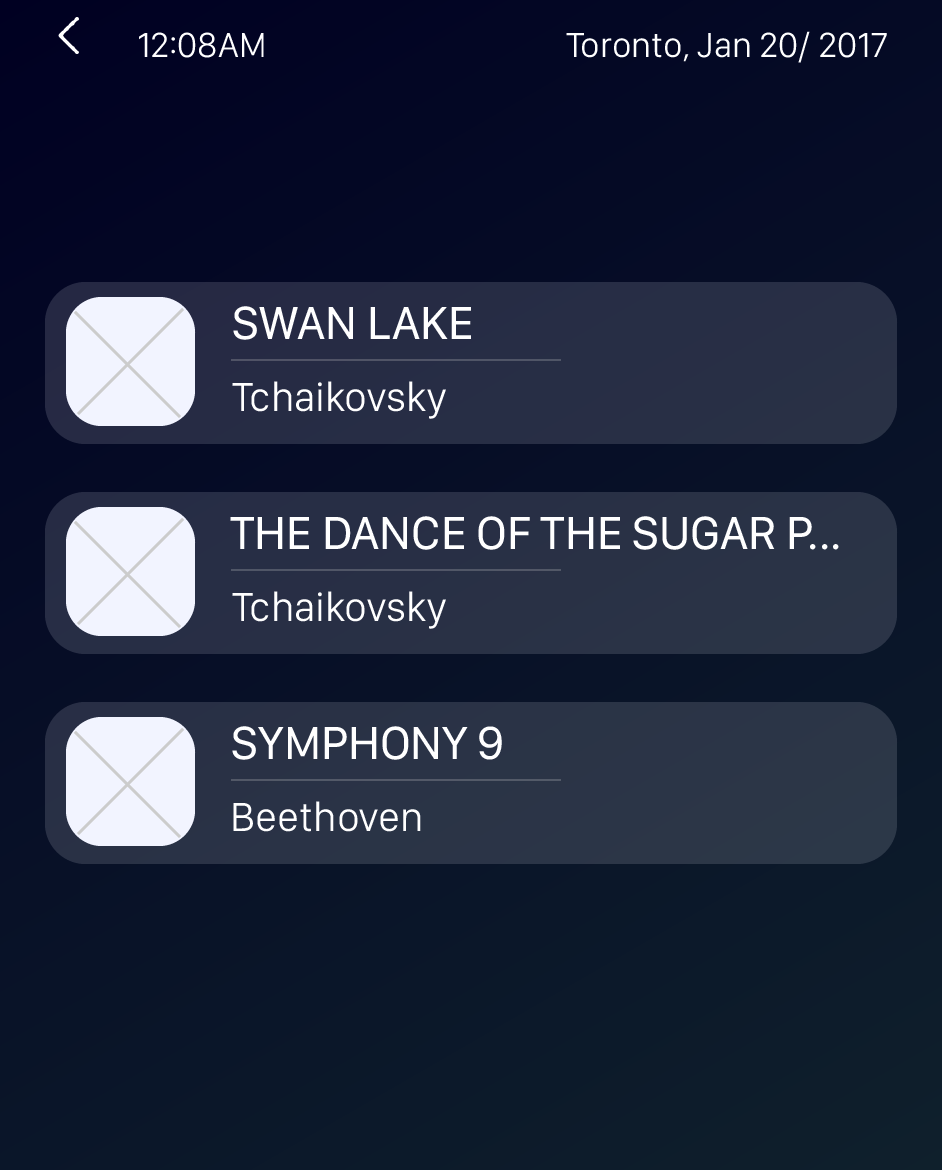 12:08AM
Toronto, Jan 20/ 2017
SWAN LAKE
Tchaikovsky
THE DANCE OF THE SUGAR P...
Tchaikovsky
SYMPHONY 9
Beethoven